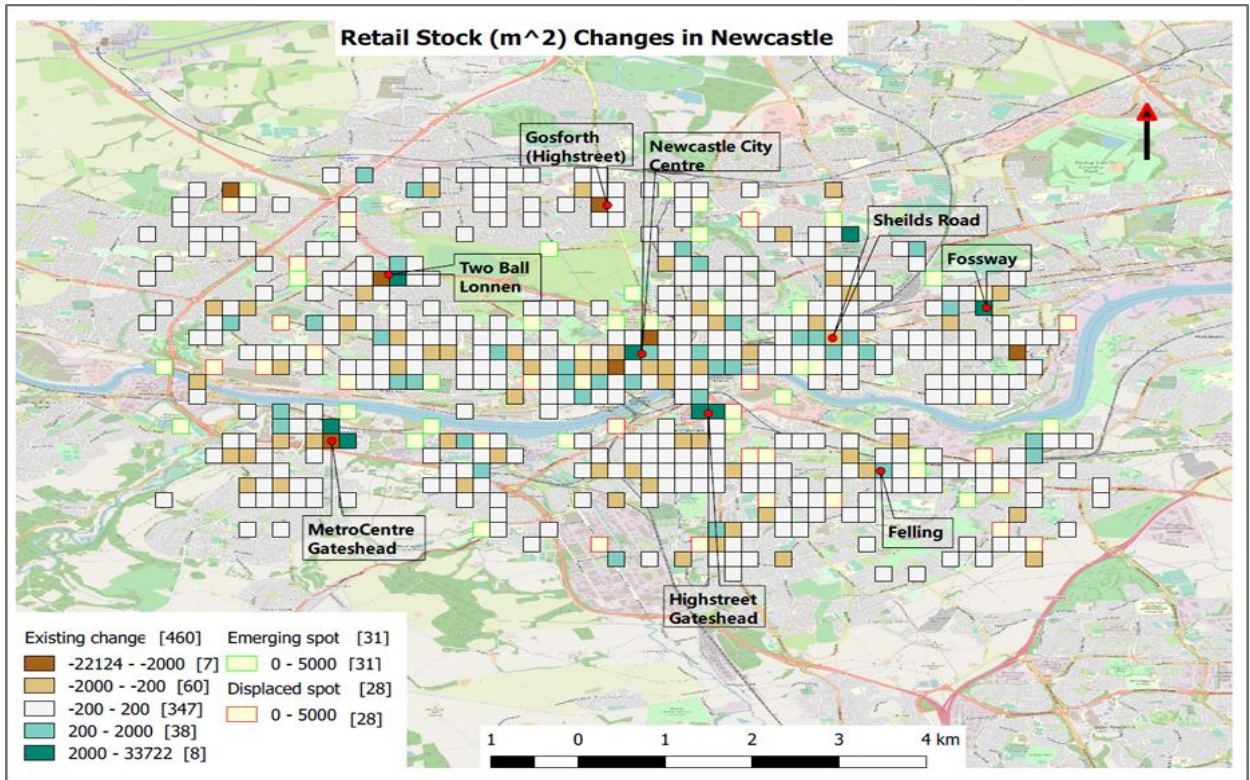 Retail Stock (m^2) Changes in Newcastle
Gosforth
(Highstreet)
Newcastle City
Centre
Sheilds Road
Fossway
Two Ball
Lonnen
MetroCentre
Gateshead
Felling
Highstreet
Gateshead
Existing change [460]
-22124 - -2000 [7]
-2000 - -200 [60]
-200 - 200 [347]
200 - 2000 [38]
2000 - 33722 [8]
Emerging spot [31]
0 - 5000 [31]
Displaced spot [28]
0 - 5000 [28]
1 0 1 2 3 4 km